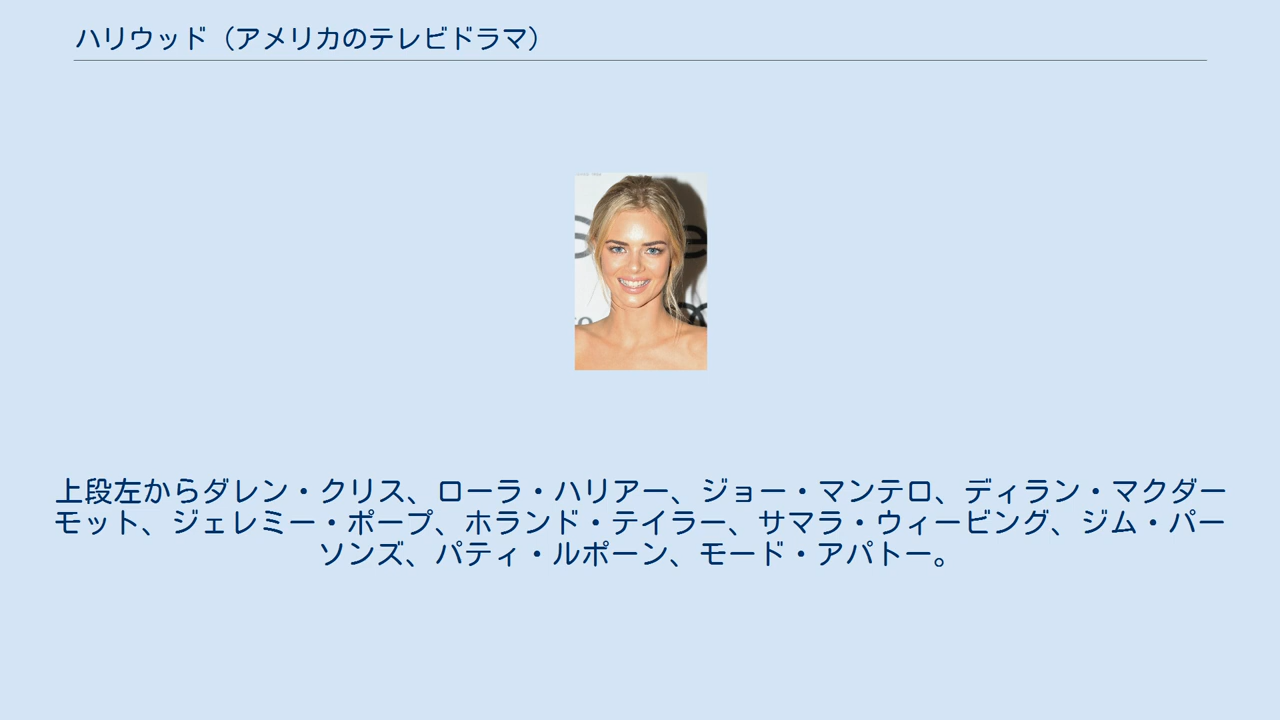 ハリウッド（アメリカのテレビドラマ）
上段左からダレン・クリス、ローラ・ハリアー、ジョー・マンテロ、ディラン・マクダー
モット、ジェレミー・ポープ、ホランド・テイラー、サマラ・ウィービング、ジム・パー
ソンズ、パティ・ルポーン、モード・アパトー。